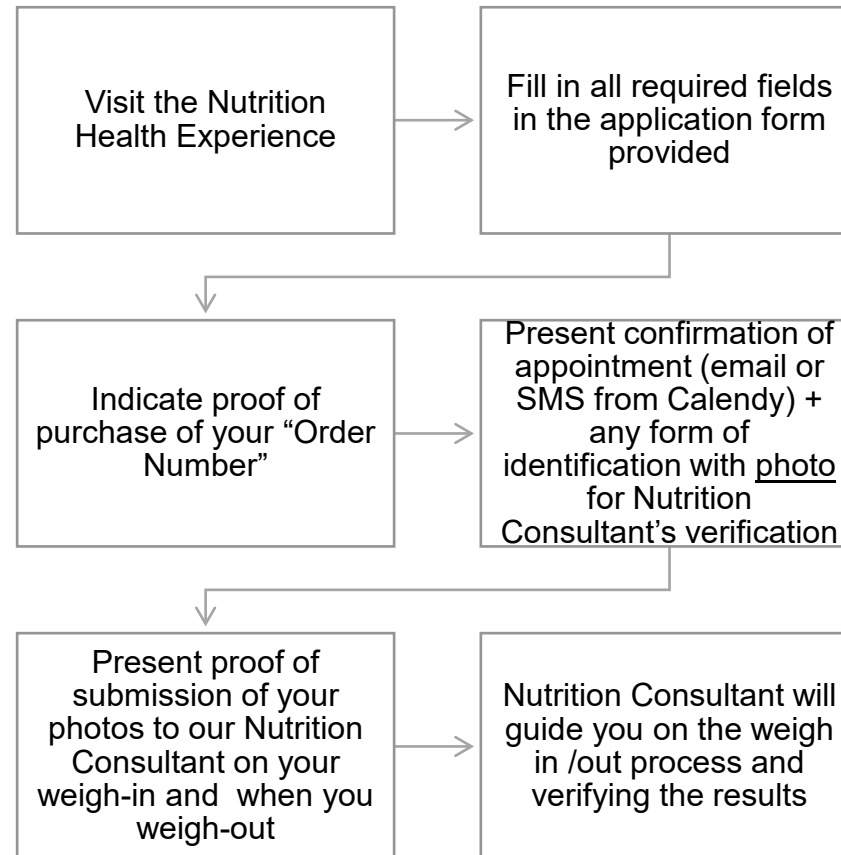 Visit the Nutrition
Health Experience
Fill in all required fields
in the application form
provided
Indicate proof of
purchase of your “Order
Number”
Present confirmation of
appointment (email or
SMS from Calendy) +
any form of
identification with photo
for Nutrition
Consultant’s verification
Present proof of
submission of your
photos to our Nutrition
Consultant on your
weigh-in and  when you
weigh-out
Nutrition Consultant will
guide you on the weigh
in /out process and
verifying the results